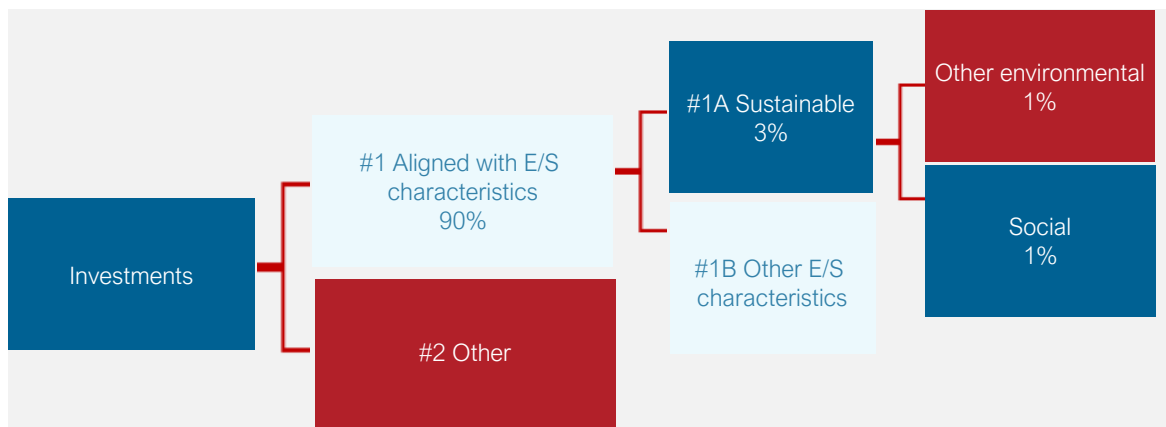 Investments
#1 Aligned with E/S
characteristics
90%
#2 Other
#1A Sustainable
3%
#1B Other E/S
characteristics
Other environmental
1%
Social
1%